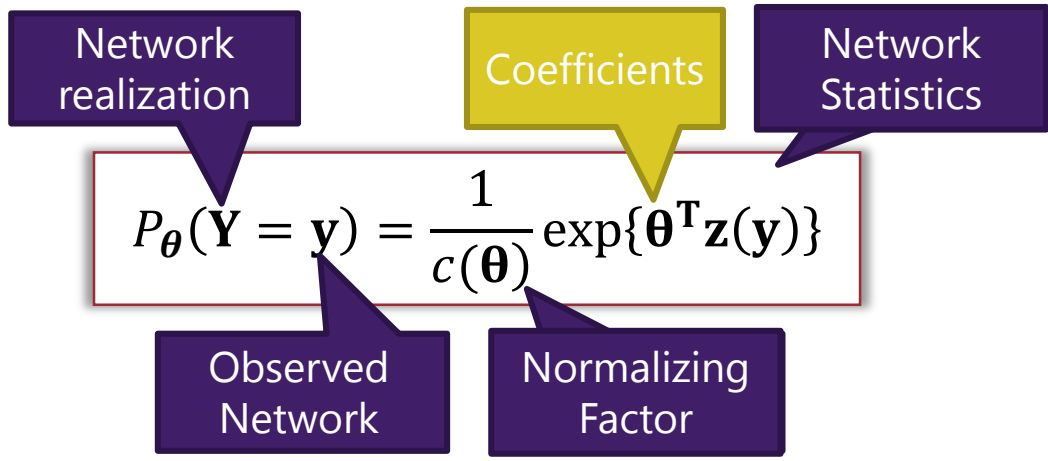 Network
realization
Coefficients
Network
Statistics
P_θ(𝐘 = 𝐲) = 1/c(𝛉) exp{𝛉^𝐓 𝐳(𝐲)}
Observed
Network
Normalizing
Factor